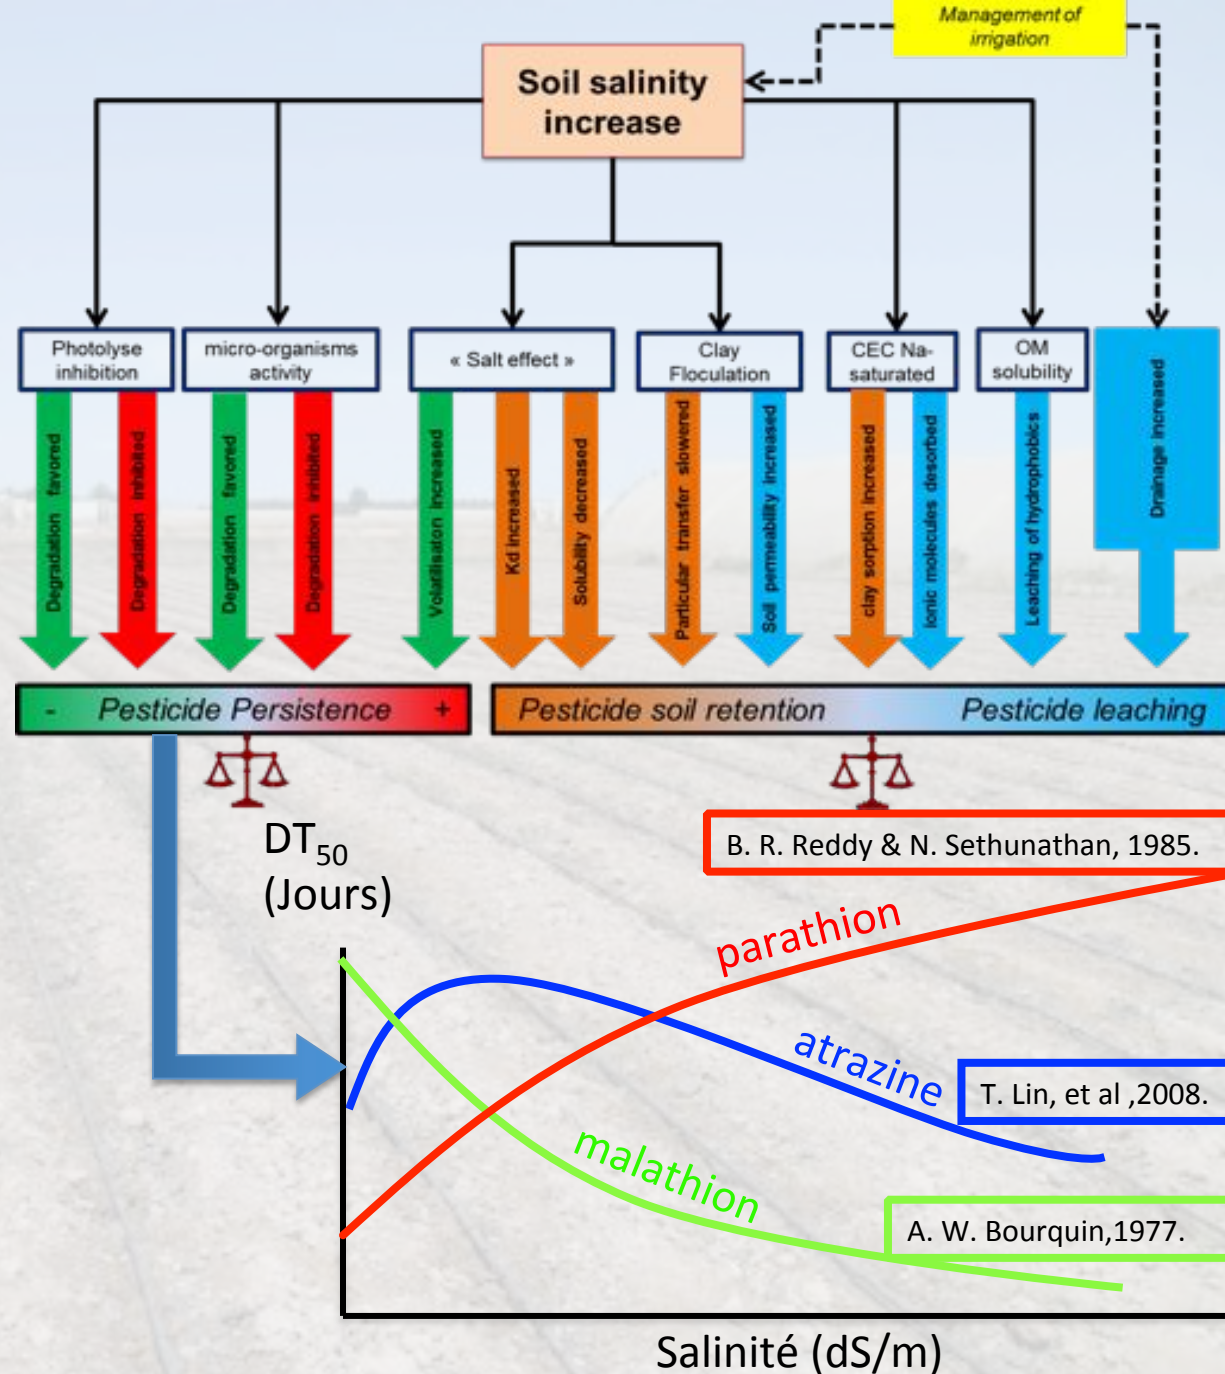 Management of
irrigation
Soil salinity
increase
Photolyse
inhibition
micro-organisms
activity
« Salt effect »
Clay
Floculation
CEC Na-
saturated
OM
solubility
Degradation favored
Degradation inhibited
Degradation favored
Degradation inhibited
Volatilisaton increased
Kd increased
Solubility decreased
Particular transfer slowered
Soil permeability increased
clay sorption increased
Ionic molecules desorbed
Leaching of hydrophobics
Drainage increased
- Pesticide Persistence +
Pesticide soil retention Pesticide leaching
DT50
(Jours)
B. R. Reddy & N. Sethunathan, 1985.
parathion
atrazine
T. Lin, et al ,2008.
malathion
A. W. Bourquin,1977.
Salinité (dS/m)